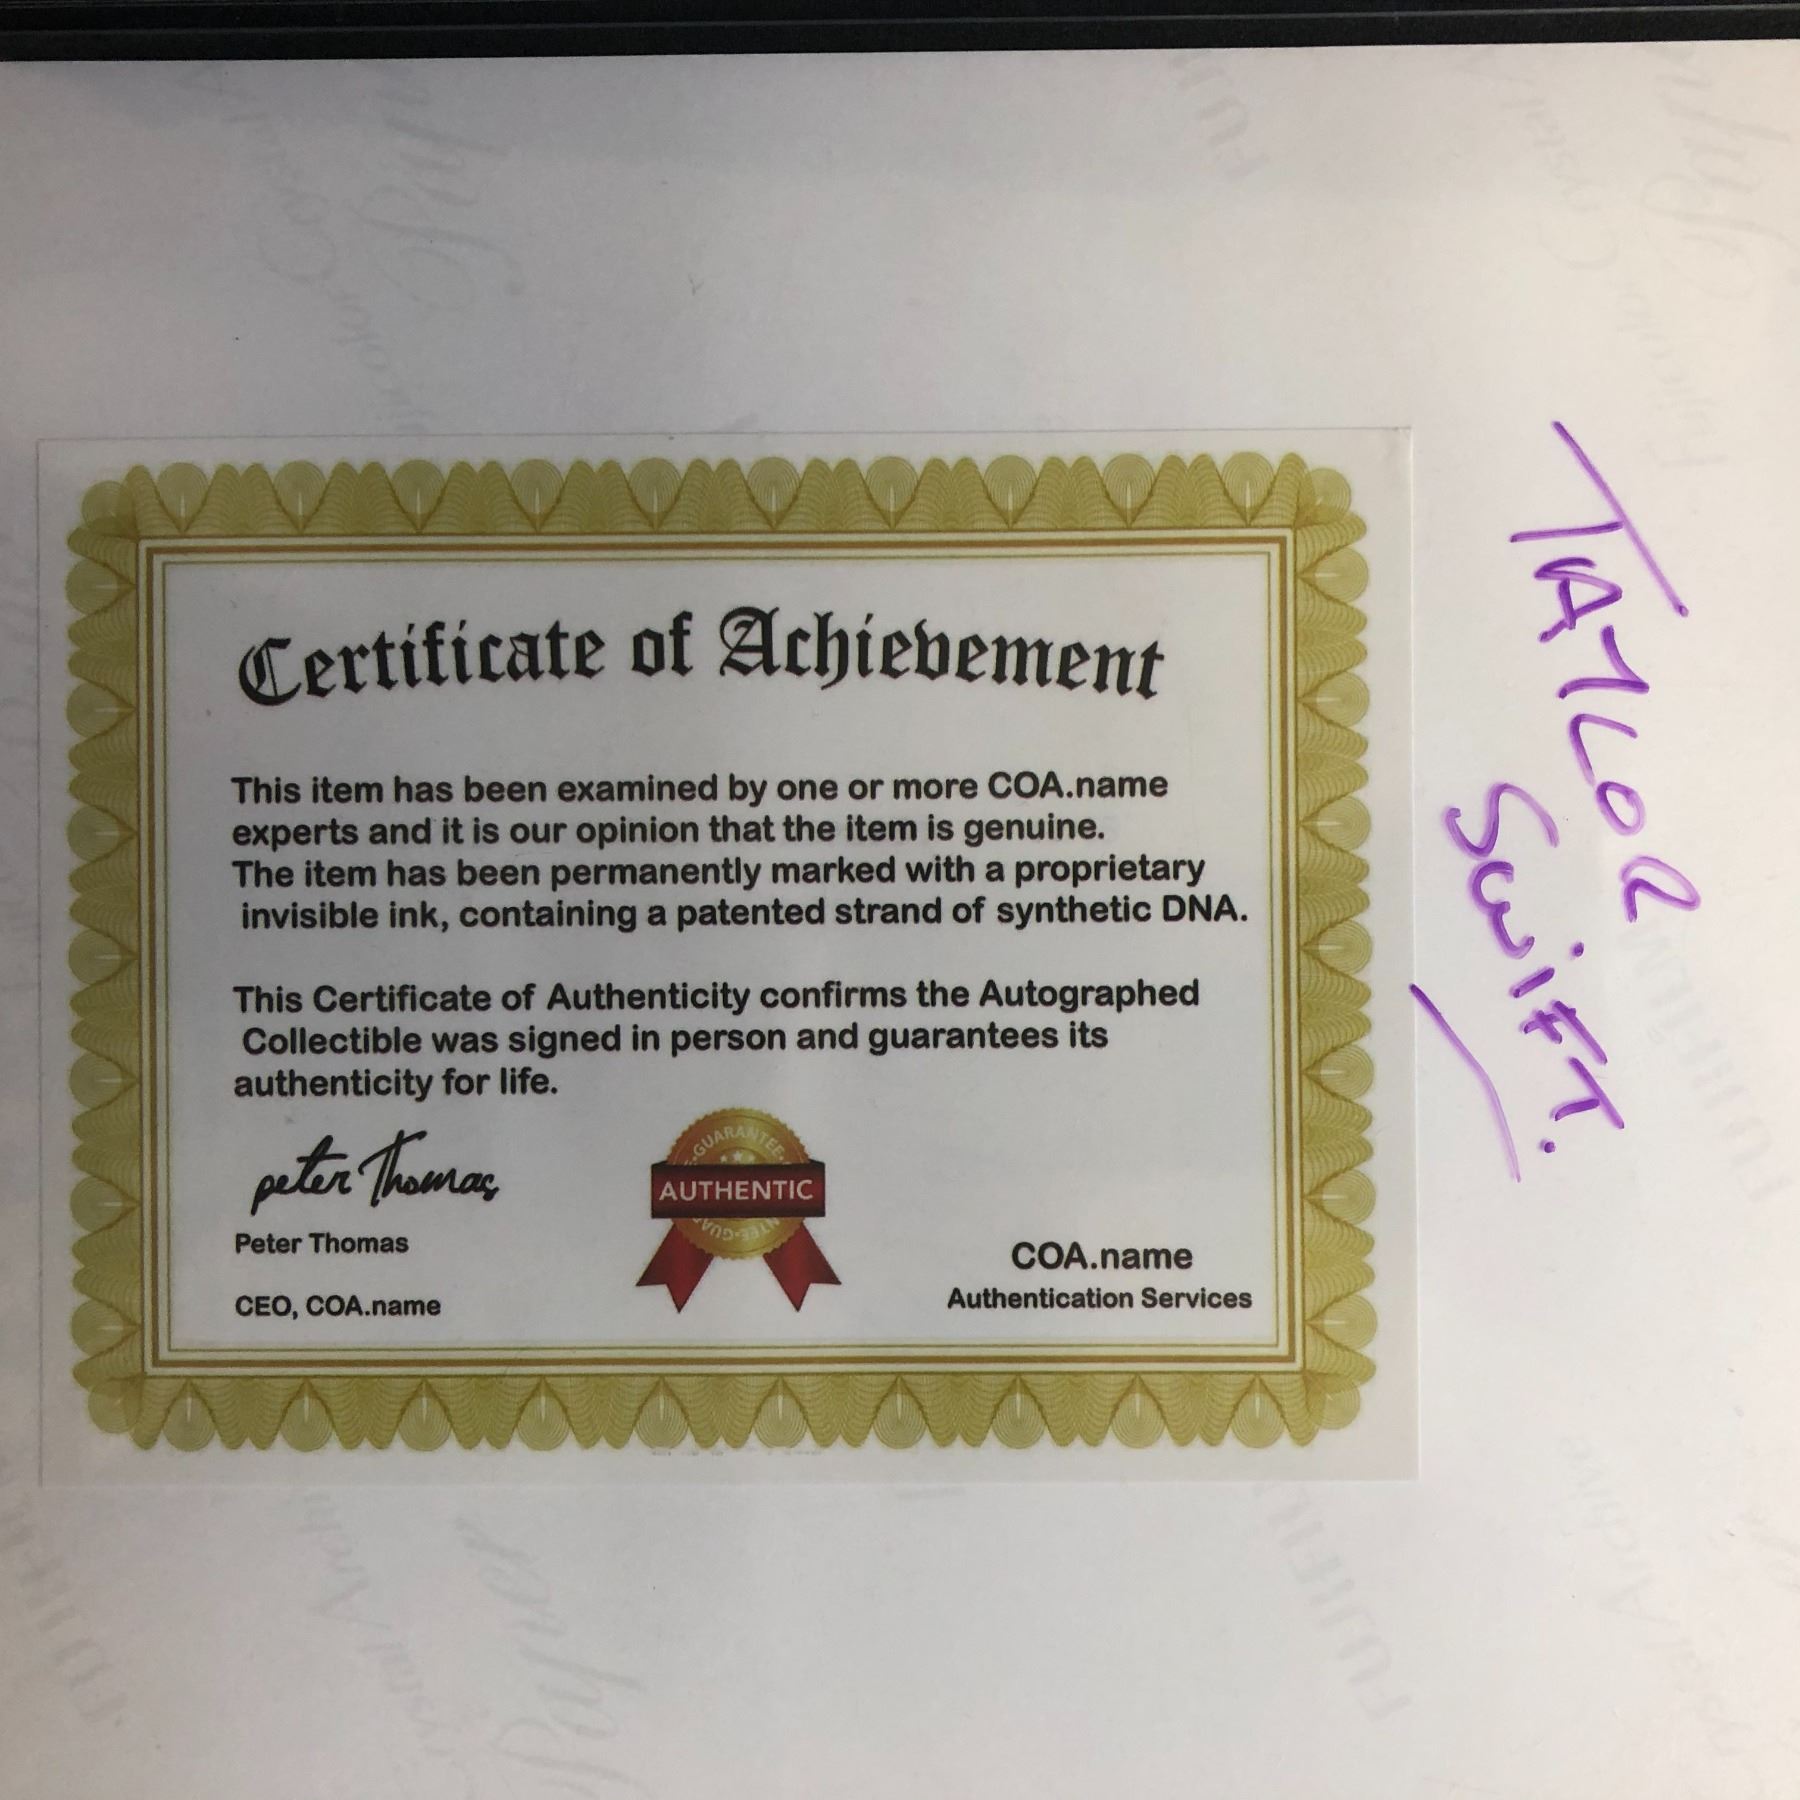 Certificate of Achievement
This item has been examined by one or more COA.name
experts and it is our opinion that the item is genuine.
The item has been permanently marked with a proprietary
invisible ink, containing a patented strand of synthetic DNA.
This Certificate of Authenticity confirms the Autographed
Collectible was signed in person and guarantees its
authenticity for life.
peter Thomas
Peter Thomas
CEO, COA.name
GUARANTEE
AUTHENTIC
COA.name
Authentication Services
TAYLOR
SWIFT.